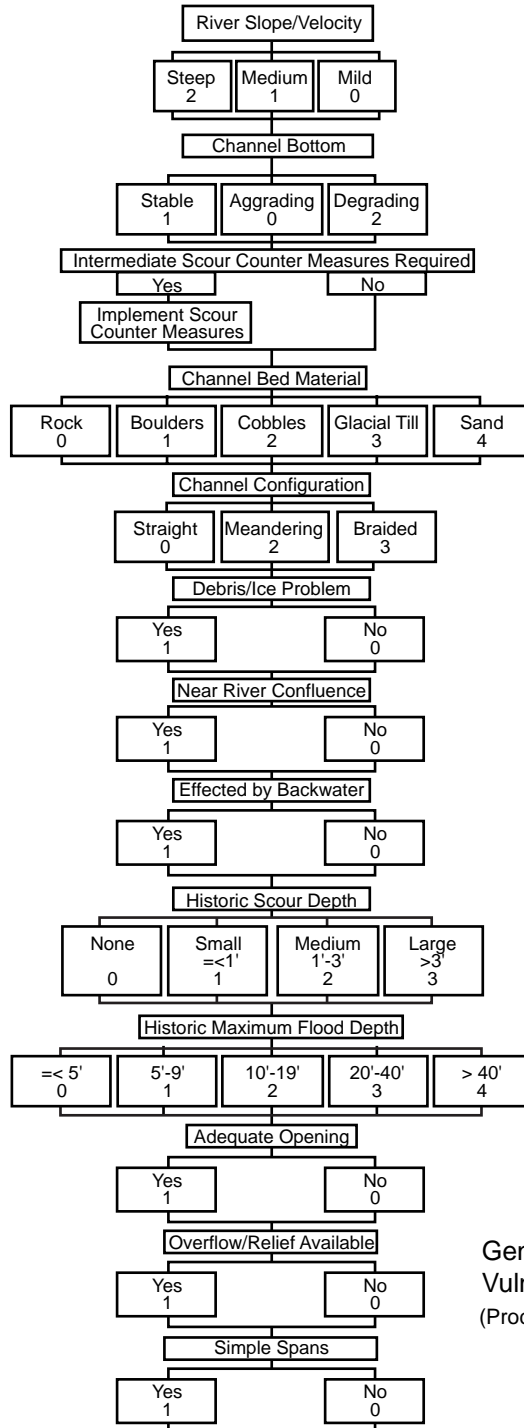 River Slope/Velocity
Steep Medium Mild
2 1 0
Channel Bottom
Stable Aggrading Degrading
1 0 2
Intermediate Scour Counter Measures Required
Yes No
Implement Scour
Counter Measures
Channel Bed Material
Rock Boulders Cobbles Glacial Till Sand
0 1 2 3 4
Channel Configuration
Straight Meandering Braided
0 2 3
Debris/Ice Problem
Yes No
1 0
Near River Confluence
Yes No
1 0
Effected by Backwater
Yes No
1 0
Historic Scour Depth
None Small Medium Large
=<1' 1'-3' >3'
0 1 2 3
Historic Maximum Flood Depth
=< 5' 5'-9' 10'-19' 20'-40' > 40'
0 1 2 3 4
Adequate Opening
Yes No
1 0
Overflow/Relief Available
Yes No
1 0
Simple Spans
Yes No
1 0